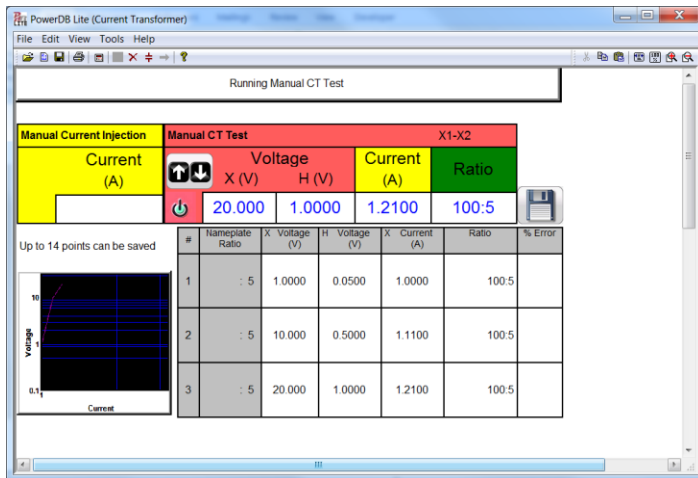 PowerDB Lite (Current Transformer)
File Edit View Tools Help
Running Manual CT Test
Manual Current Injection
Manual CT Test X1-X2
Current
(A)
Voltage
X (V) H (V)
Current
(A)
Ratio
20.000 1.0000 1.2100 100:5
Up to 14 points can be saved
# Nameplate Ratio X Voltage (V) H Voltage (V) X Current (A) Ratio % Error
1 : 5 1.0000 0.0500 1.0000 100:5
2 : 5 10.000 0.5000 1.1100 100:5
3 : 5 20.000 1.0000 1.2100 100:5
10
Voltage
1
0.1
1
Current